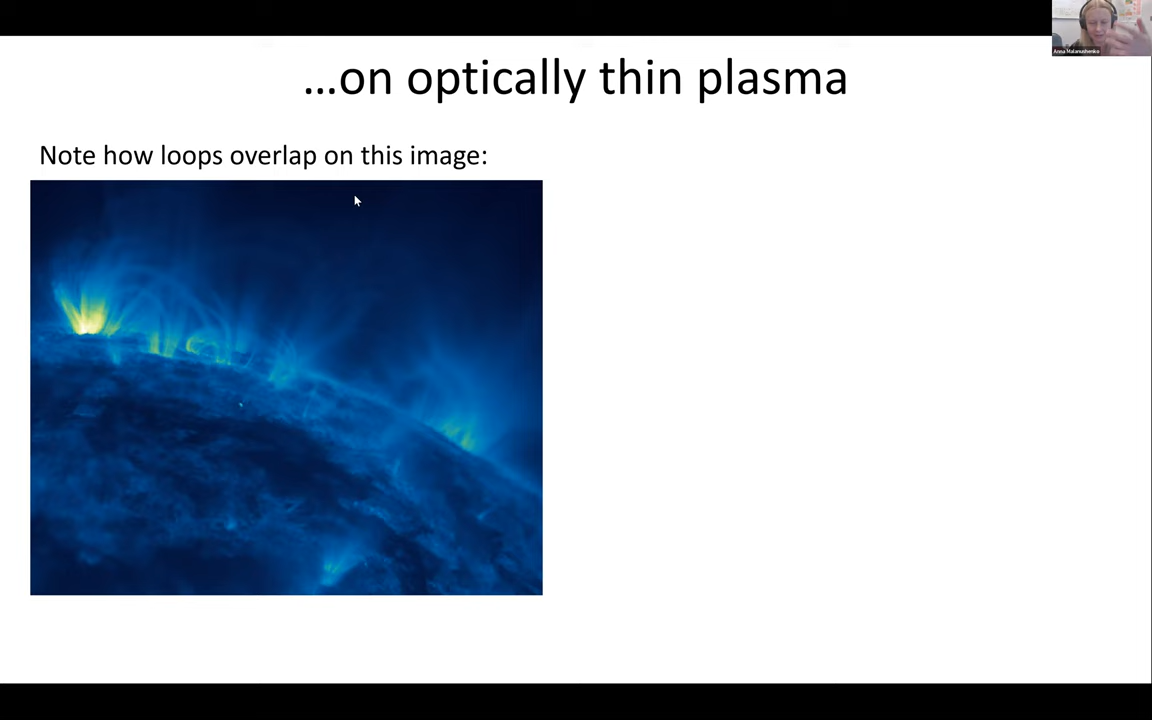 ...on optically thin plasma
Note how loops overlap on this image:
Anna Malanushenko